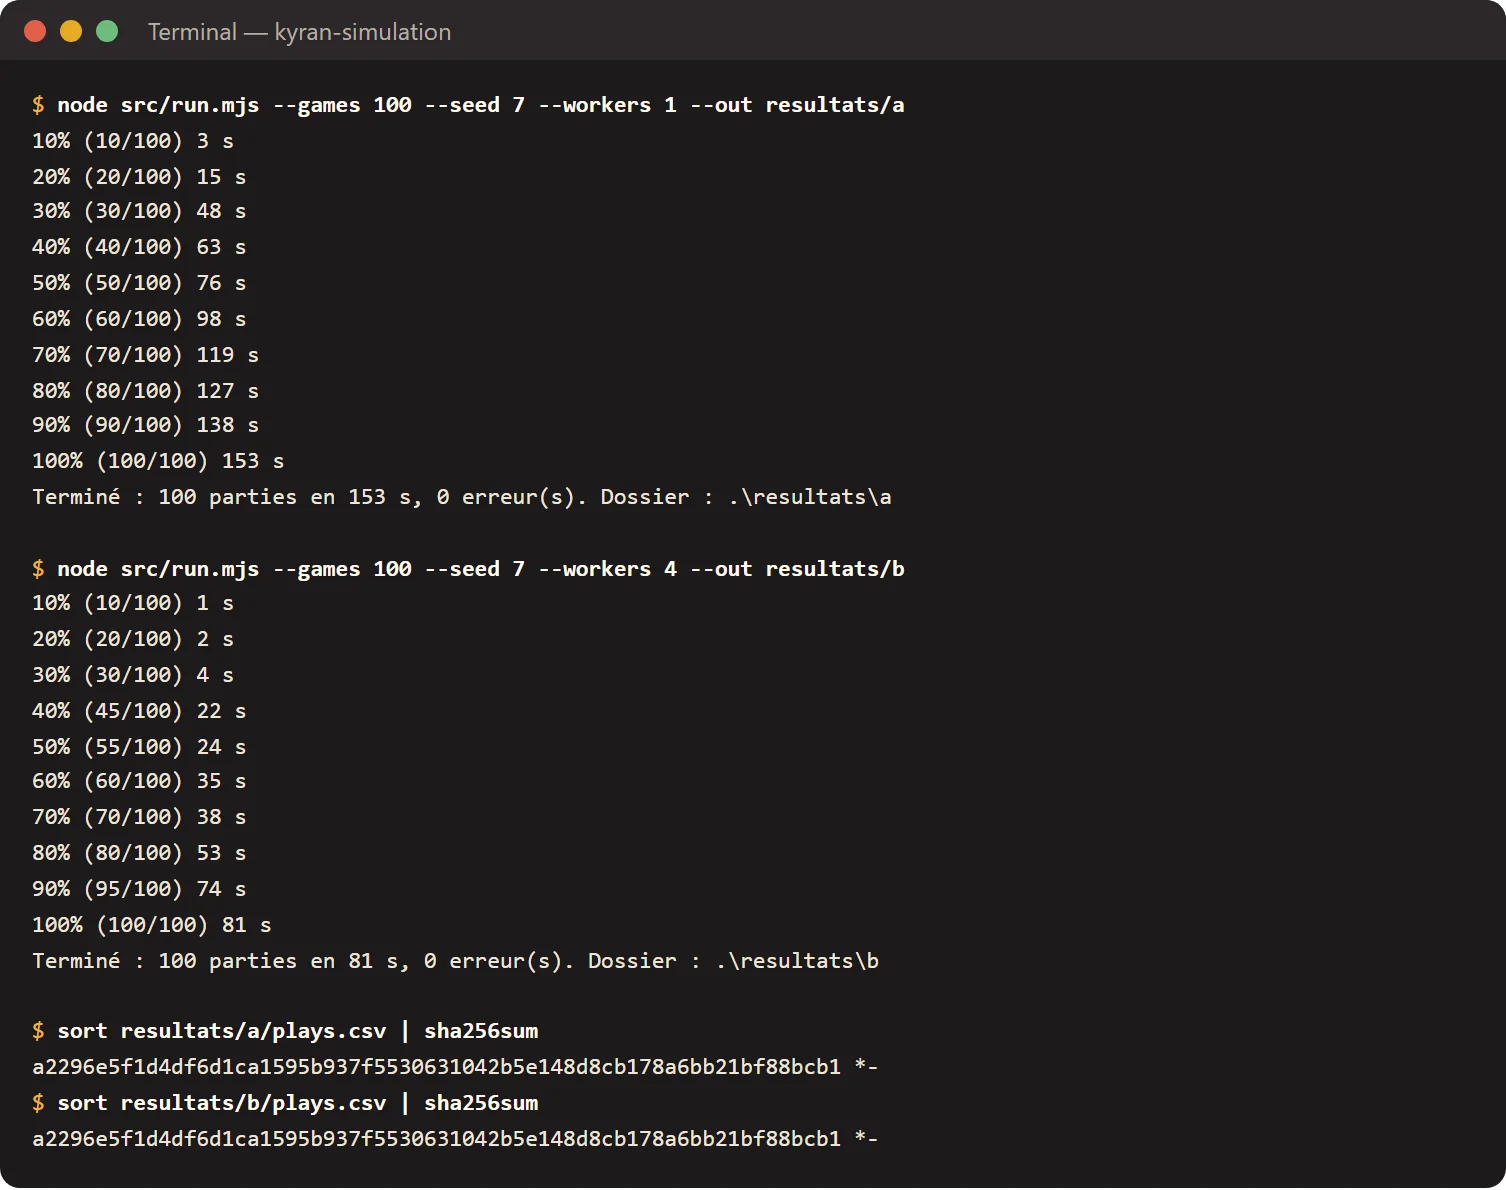 Terminal — kyran-simulation
$ node src/run.mjs --games 100 --seed 7 --workers 1 --out resultats/a
10% (10/100) 3 s
20% (20/100) 15 s
30% (30/100) 48 s
40% (40/100) 63 s
50% (50/100) 76 s
60% (60/100) 98 s
70% (70/100) 119 s
80% (80/100) 127 s
90% (90/100) 138 s
100% (100/100) 153 s
Terminé : 100 parties en 153 s, 0 erreur(s). Dossier : .\resultats\a
$ node src/run.mjs --games 100 --seed 7 --workers 4 --out resultats/b
10% (10/100) 1 s
20% (20/100) 2 s
30% (30/100) 4 s
40% (45/100) 22 s
50% (55/100) 24 s
60% (60/100) 35 s
70% (70/100) 38 s
80% (80/100) 53 s
90% (95/100) 74 s
100% (100/100) 81 s
Terminé : 100 parties en 81 s, 0 erreur(s). Dossier : .\resultats\b
$ sort resultats/a/plays.csv | sha256sum
a2296e5f1d4df6d1ca1595b937f5530631042b5e148d8cb178a6bb21bf88bcb1 *-
$ sort resultats/b/plays.csv | sha256sum
a2296e5f1d4df6d1ca1595b937f5530631042b5e148d8cb178a6bb21bf88bcb1 *-